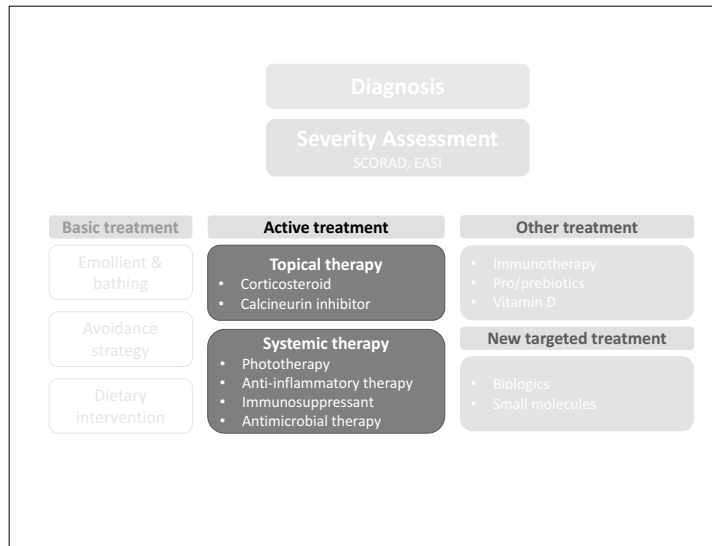 Diagnosis
Severity Assessment
SCORAD, EASI
Basic treatment
Emollient &
bathing
Avoidance
strategy
Dietary
intervention
Active treatment
Topical therapy
• Corticosteroid
• Calcineurin inhibitor
Systemic therapy
• Phototherapy
• Anti-inflammatory therapy
• Immunosuppressant
• Antimicrobial therapy
Other treatment
• Immunotherapy
• Pro/prebiotics
• Vitamin D
New targeted treatment
• Biologics
• Small molecules